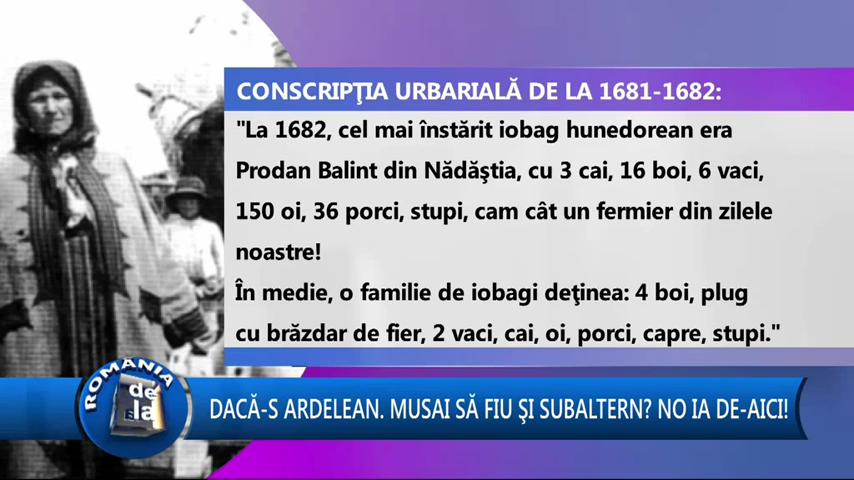 CONSCRIPŢIA URBARIALĂ DE LA 1681-1682:
"La 1682, cel mai înstărit iobag hunedorean era
Prodan Balint din Nădăştia, cu 3 cai, 16 boi, 6 vaci,
150 oi, 36 porci, stupi, cam cât un fermier din zilele
noastre!
În medie, o familie de iobagi deţinea: 4 boi, plug
cu brăzdar de fier, 2 vaci, cai, oi, porci, capre, stupi."
ROMÂNIA
de
la
DACĂ-S ARDELEAN. MUSAI SĂ FIU ŞI SUBALTERN? NO IA DE-AICI!